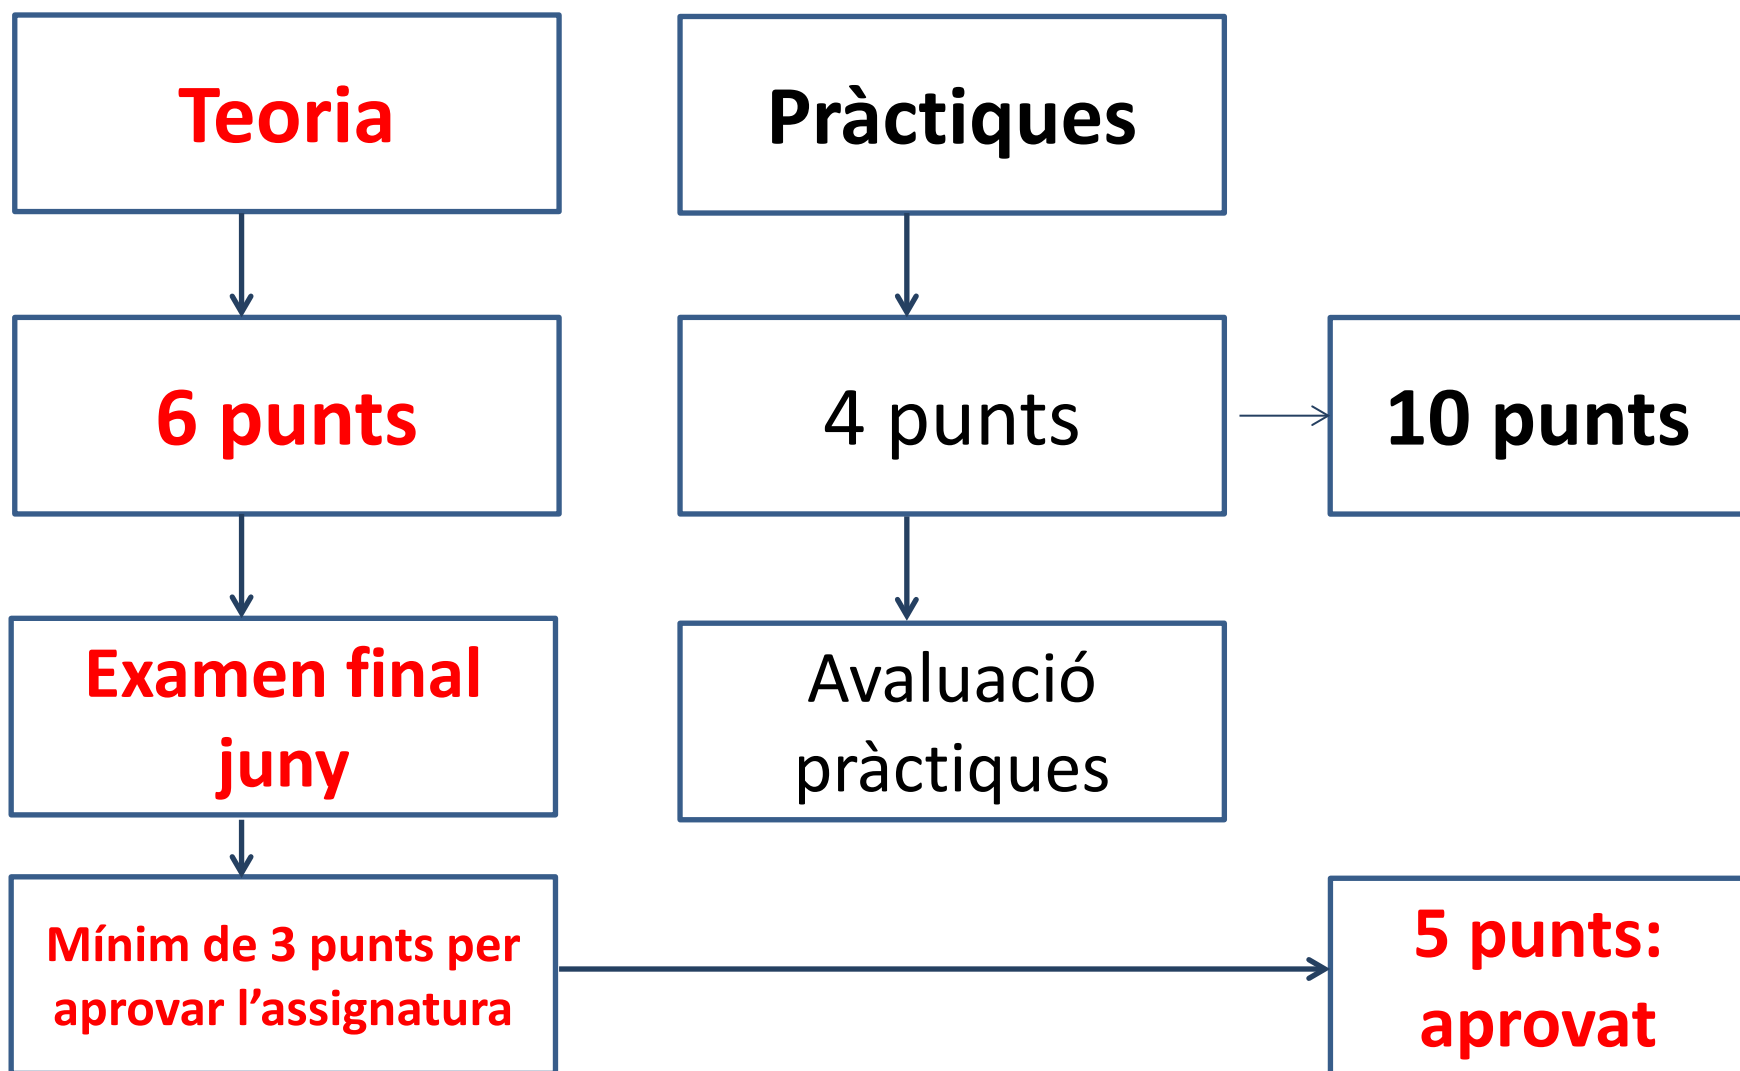 Teoria
Pràctiques
6 punts
4 punts
10 punts
Examen final
juny
Avaluació
pràctiques
Mínim de 3 punts per
aprovar l’assignatura
5 punts:
aprovat